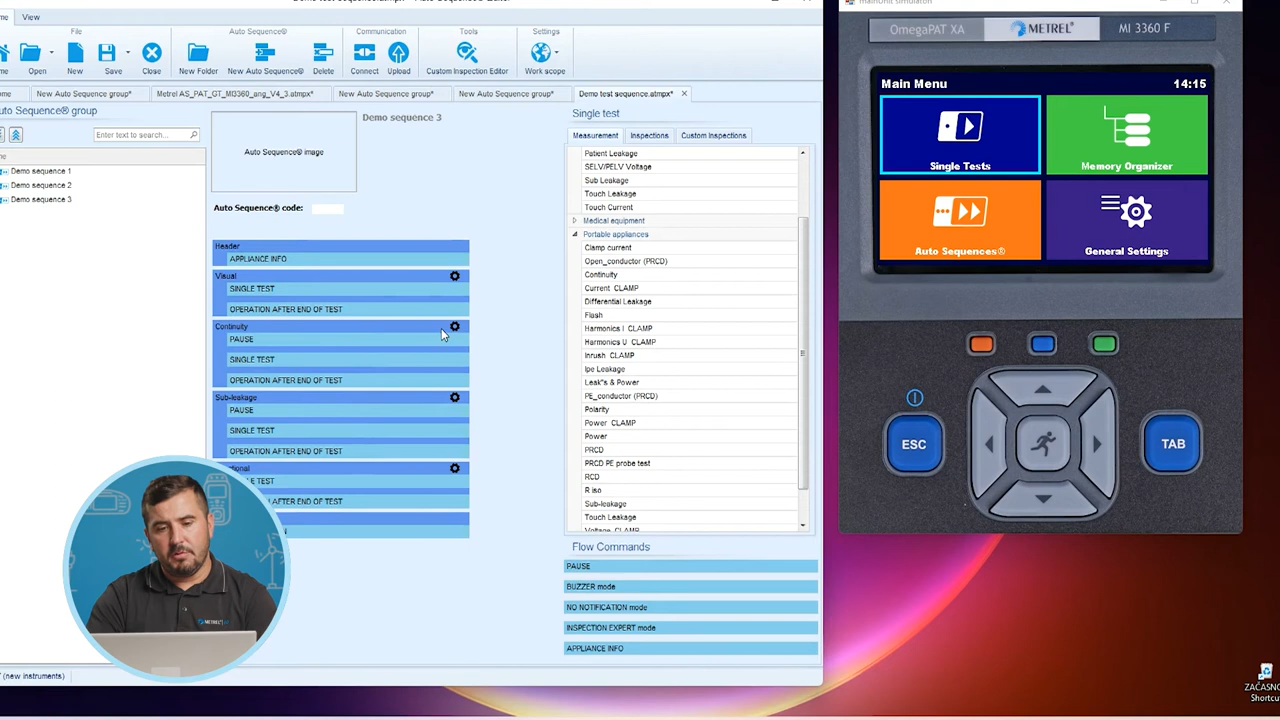 View
File
Auto Sequence®
Communication
Tools
Settings
Open
New
Save
Close
New Folder
New Auto Sequence®
Delete
Connect
Upload
Custom Inspection Editor
Work scope
New Auto Sequence group*
New Auto Sequence group*
New Auto Sequence group*
Demo test sequence.atmpx*
Auto Sequence® group
Enter text to search...
Demo sequence 1
Demo sequence 2
Demo sequence 3
(new instruments)
Auto Sequence® image
Demo sequence 3
Auto Sequence® code:
Header
APPLIANCE INFO
Visual
SINGLE TEST
OPERATION AFTER END OF TEST
Continuity
PAUSE
SINGLE TEST
OPERATION AFTER END OF TEST
Sub-leakage
PAUSE
SINGLE TEST
OPERATION AFTER END OF TEST
AFTER END OF TEST
Single test
Measurement
Inspections
Custom Inspections
Patient Leakage
SELV/PELV Voltage
Sub Leakage
Touch Leakage
Touch Current
Medical equipment
Portable appliances
Clamp current
Open_conductor (PRCD)
Continuity
Current CLAMP
Differential Leakage
Flash
Harmonics I CLAMP
Harmonics U CLAMP
Inrush CLAMP
Ipe Leakage
Leak's & Power
PE_conductor (PRCD)
Polarity
Power CLAMP
Power
PRCD
PRCD PE probe test
RCD
R iso
Sub-leakage
Touch Leakage
Voltage CLAMP
Flow Commands
PAUSE
BUZZER mode
NO NOTIFICATION mode
INSPECTION EXPERT mode
APPLIANCE INFO
METREL
mainUnit simulator
OmegaPAT XA
METREL®
MI 3360 F
Main Menu
14:15
Single Tests
Memory Organizer
Auto Sequences®
General Settings
ESC
TAB
ZAČASNO
Shortcu